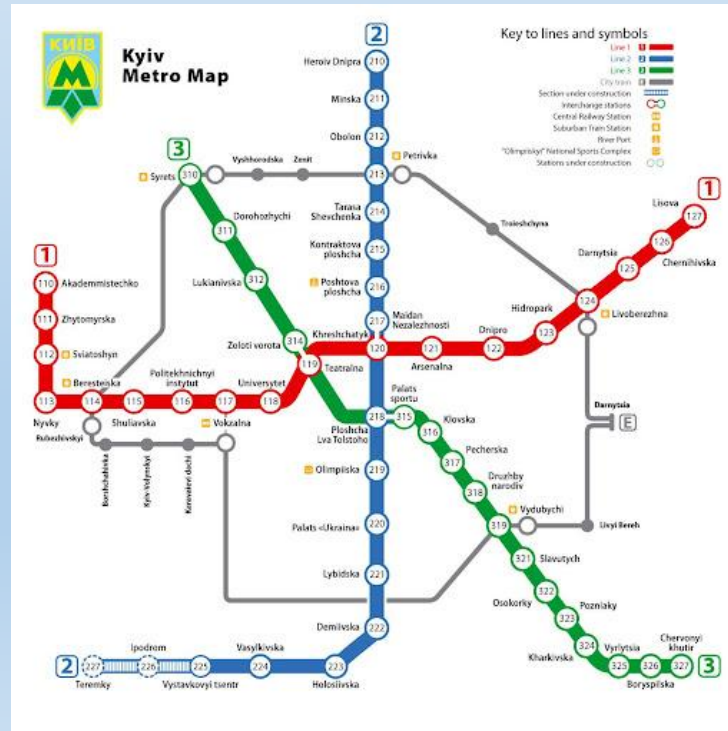 КИЇВ
M
Kyiv
Metro Map
Key to lines and symbols
Line 1
1
Line 2
2
Line 3
3
City train
E
Section under construction
Interchange stations
Central Railway Station
Suburban Train Station
River Port
"Olimpiiskyi" National Sports Complex
Stations under construction
2
Heroiv Dnipra
210
Minska
211
Obolon
212
Petrivka
213
Tarasa
Shevchenka
214
Kontraktova
ploshcha
215
Poshtova
ploshcha
216
Maidan
Nezalezhnosti
217
Ploshcha
Lva Tolstoho
218
Olimpiiska
219
Palats «Ukraina»
220
Lybidska
221
Demiivska
222
Holosiivska
223
Vasylkivska
224
Vystavkovyi tsentr
225
Ipodrom
226
Teremky
227
2
3
Syrets
310
Dorohozhychi
311
Lukianivska
312
Zoloti vorota
314
Palats
sportu
315
Klovska
316
Pecherska
317
Druzhby
narodiv
318
Vydubychi
319
Slavutych
321
Osokorky
322
Pozniaky
323
Kharkivska
324
Vyrlytsia
325
Boryspilska
326
Chervonyi
khutir
327
3
1
Akademmistechko
110
Zhytomyrska
111
Sviatoshyn
112
Nyvky
113
Beresteiska
114
Shuliavska
115
Politekhnichnyi
instytut
116
Vokzalna
117
Universytet
118
Teatralna
119
Khreshchatyk
120
Arsenalna
121
Dnipro
122
Hidropark
123
Livoberezhna
124
Darnytsia
125
Chernihivska
126
Lisova
127
1
Vyshhorodska
Zenit
Troieshchyna
Darnytsia
E
Livyi Bereh
Rubezhivskyi
Borshchahivka
Kyiv-Volynskyi
Karavaievi dachi